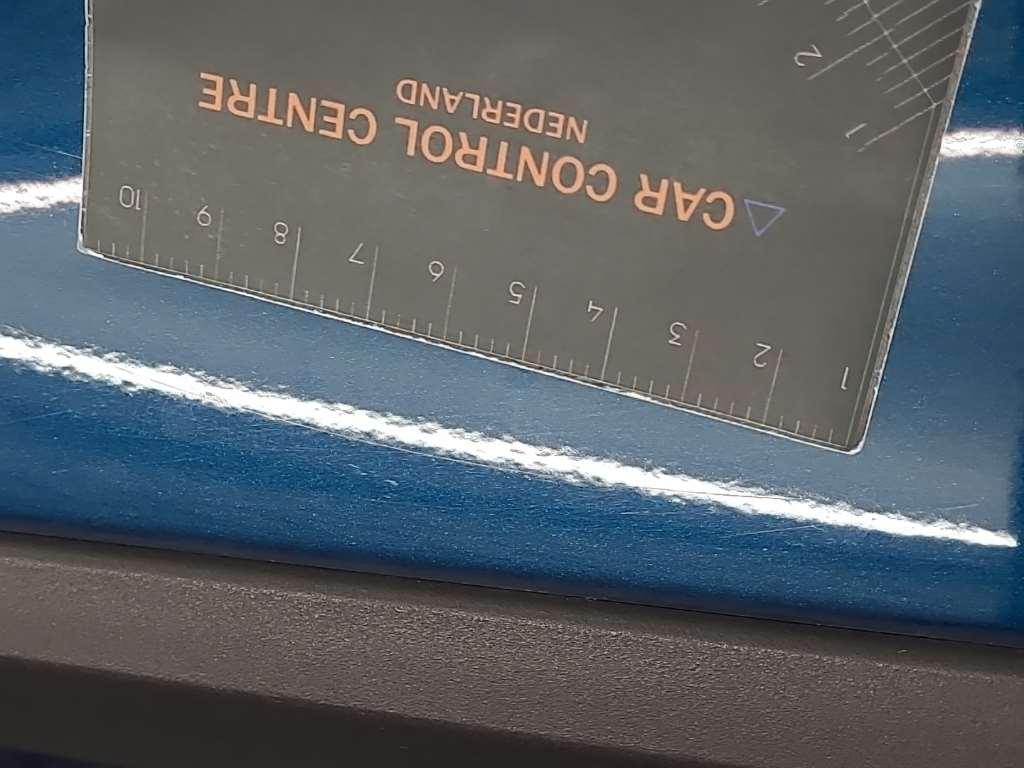 CAR CONTROL CENTRE
NEDERLAND
1 2 3 4 5 6 7 8 9 10
1
2